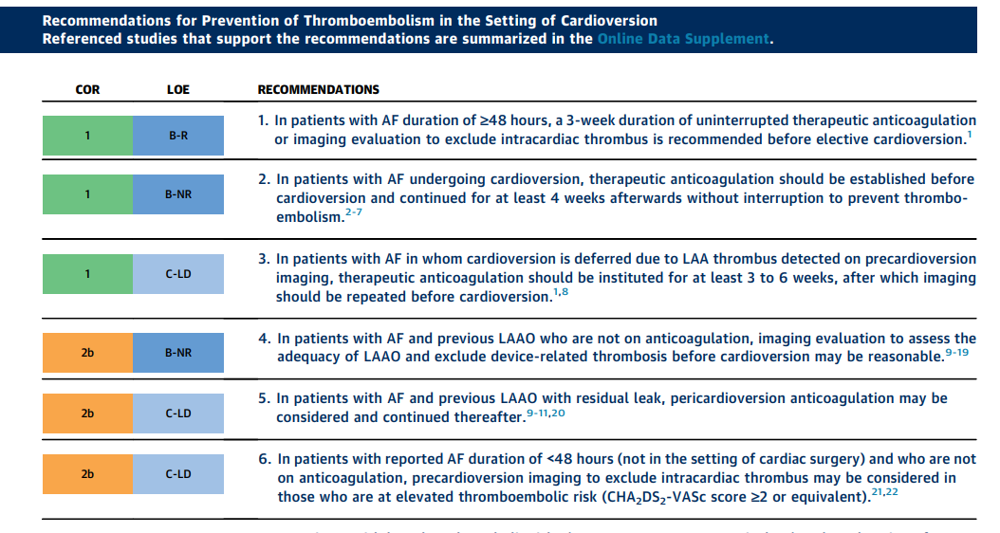 Recommendations for Prevention of Thromboembolism in the Setting of Cardioversion
Referenced studies that support the recommendations are summarized in the Online Data Supplement.
COR LOE RECOMMENDATIONS
1 B-R 1. In patients with AF duration of ≥48 hours, a 3-week duration of uninterrupted therapeutic anticoagulation
or imaging evaluation to exclude intracardiac thrombus is recommended before elective cardioversion.1
1 B-NR 2. In patients with AF undergoing cardioversion, therapeutic anticoagulation should be established before
cardioversion and continued for at least 4 weeks afterwards without interruption to prevent thrombo-
embolism.2-7
1 C-LD 3. In patients with AF in whom cardioversion is deferred due to LAA thrombus detected on precardioversion
imaging, therapeutic anticoagulation should be instituted for at least 3 to 6 weeks, after which imaging
should be repeated before cardioversion.1,8
2b B-NR 4. In patients with AF and previous LAAO who are not on anticoagulation, imaging evaluation to assess the
adequacy of LAAO and exclude device-related thrombosis before cardioversion may be reasonable.9-19
2b C-LD 5. In patients with AF and previous LAAO with residual leak, pericardioversion anticoagulation may be
considered and continued thereafter.9-11,20
2b C-LD 6. In patients with reported AF duration of <48 hours (not in the setting of cardiac surgery) and who are not
on anticoagulation, precardioversion imaging to exclude intracardiac thrombus may be considered in
those who are at elevated thromboembolic risk (CHA2DS2-VASc score ≥2 or equivalent).21,22